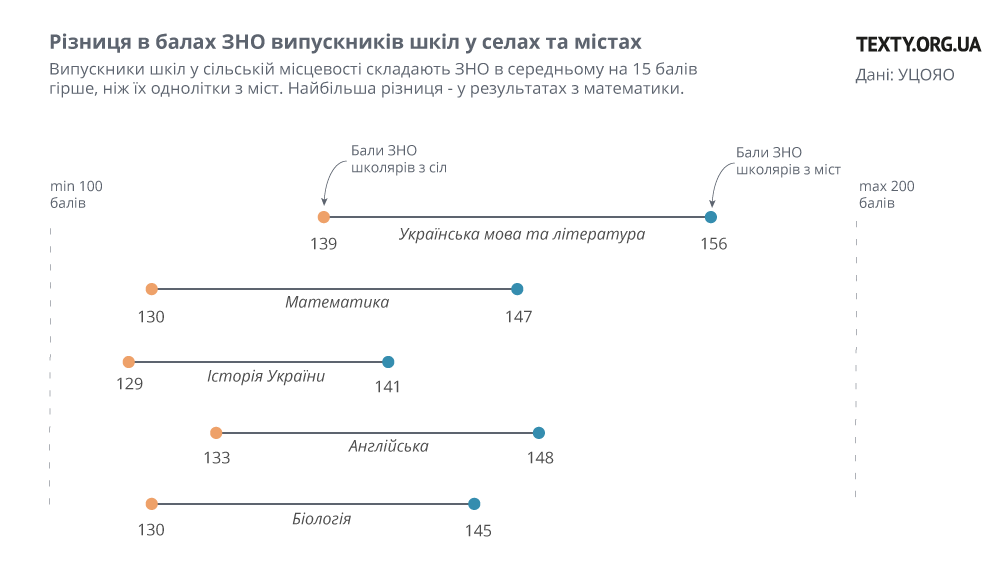 Різниця в балах ЗНО випускників шкіл у селах та містах
Випускники шкіл у сільській місцевості складають ЗНО в середньому на 15 балів
гірше, ніж їх однолітки з міст. Найбільша різниця - у результатах з математики.
TEXTY.ORG.UA
Дані: УЦОЯО
Бали ЗНО
школярів з сіл
Бали ЗНО
школярів з міст
min 100
балів
max 200
балів
Українська мова та література
139
156
Математика
130
147
Історія України
129
141
Англійська
133
148
Біологія
130
145